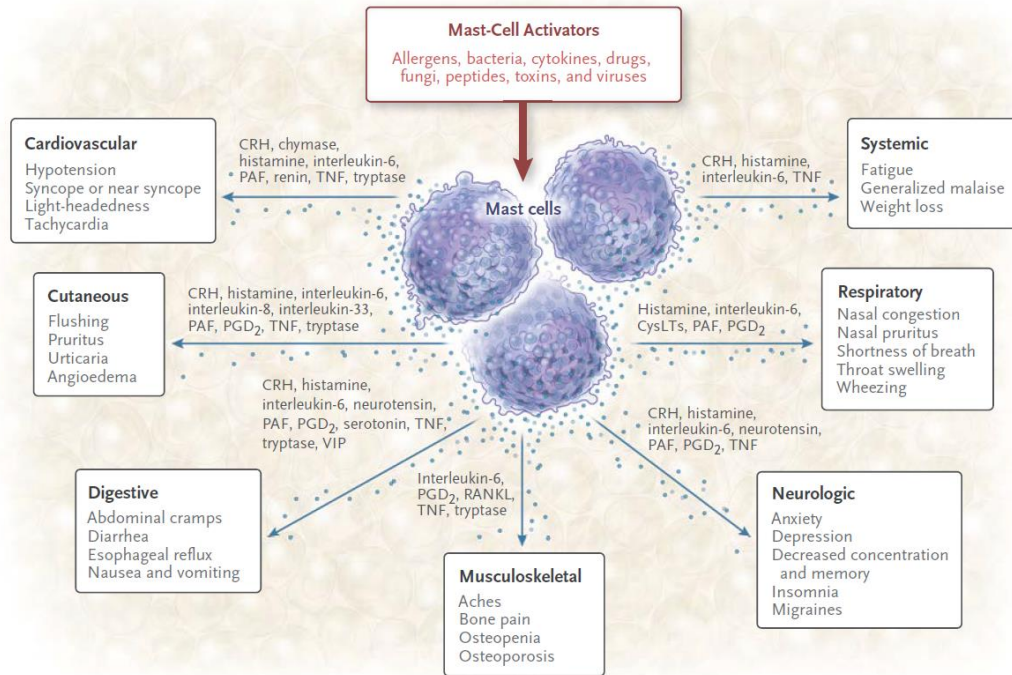 Mast-Cell Activators
Allergens, bacteria, cytokines, drugs,
fungi, peptides, toxins, and viruses
Cardiovascular
Hypotension
Syncope or near syncope
Light-headedness
Tachycardia
CRH, chymase,
histamine, interleukin-6,
PAF, renin, TNF, tryptase
Mast cells
CRH, histamine,
interleukin-6, TNF
Systemic
Fatigue
Generalized malaise
Weight loss
Cutaneous
Flushing
Pruritus
Urticaria
Angioedema
CRH, histamine, interleukin-6,
interleukin-8, interleukin-33,
PAF, PGD₂, TNF, tryptase
Histamine, interleukin-6,
CysLTs, PAF, PGD₂
Respiratory
Nasal congestion
Nasal pruritus
Shortness of breath
Throat swelling
Wheezing
CRH, histamine,
interleukin-6, neurotensin,
PAF, PGD₂, serotonin, TNF,
tryptase, VIP
Digestive
Abdominal cramps
Diarrhea
Esophageal reflux
Nausea and vomiting
Interleukin-6,
PGD₂, RANKL,
TNF, tryptase
Musculoskeletal
Aches
Bone pain
Osteopenia
Osteoporosis
CRH, histamine,
interleukin-6, neurotensin,
PAF, PGD₂, TNF
Neurologic
Anxiety
Depression
Decreased concentration
and memory
Insomnia
Migraines